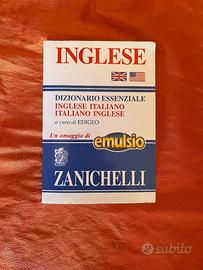 INGLESE
DIZIONARIO ESSENZIALE
INGLESE ITALIANO
ITALIANO INGLESE
a cura di EDIGEO
Un omaggio di
emulsio
ZANICHELLI
subito